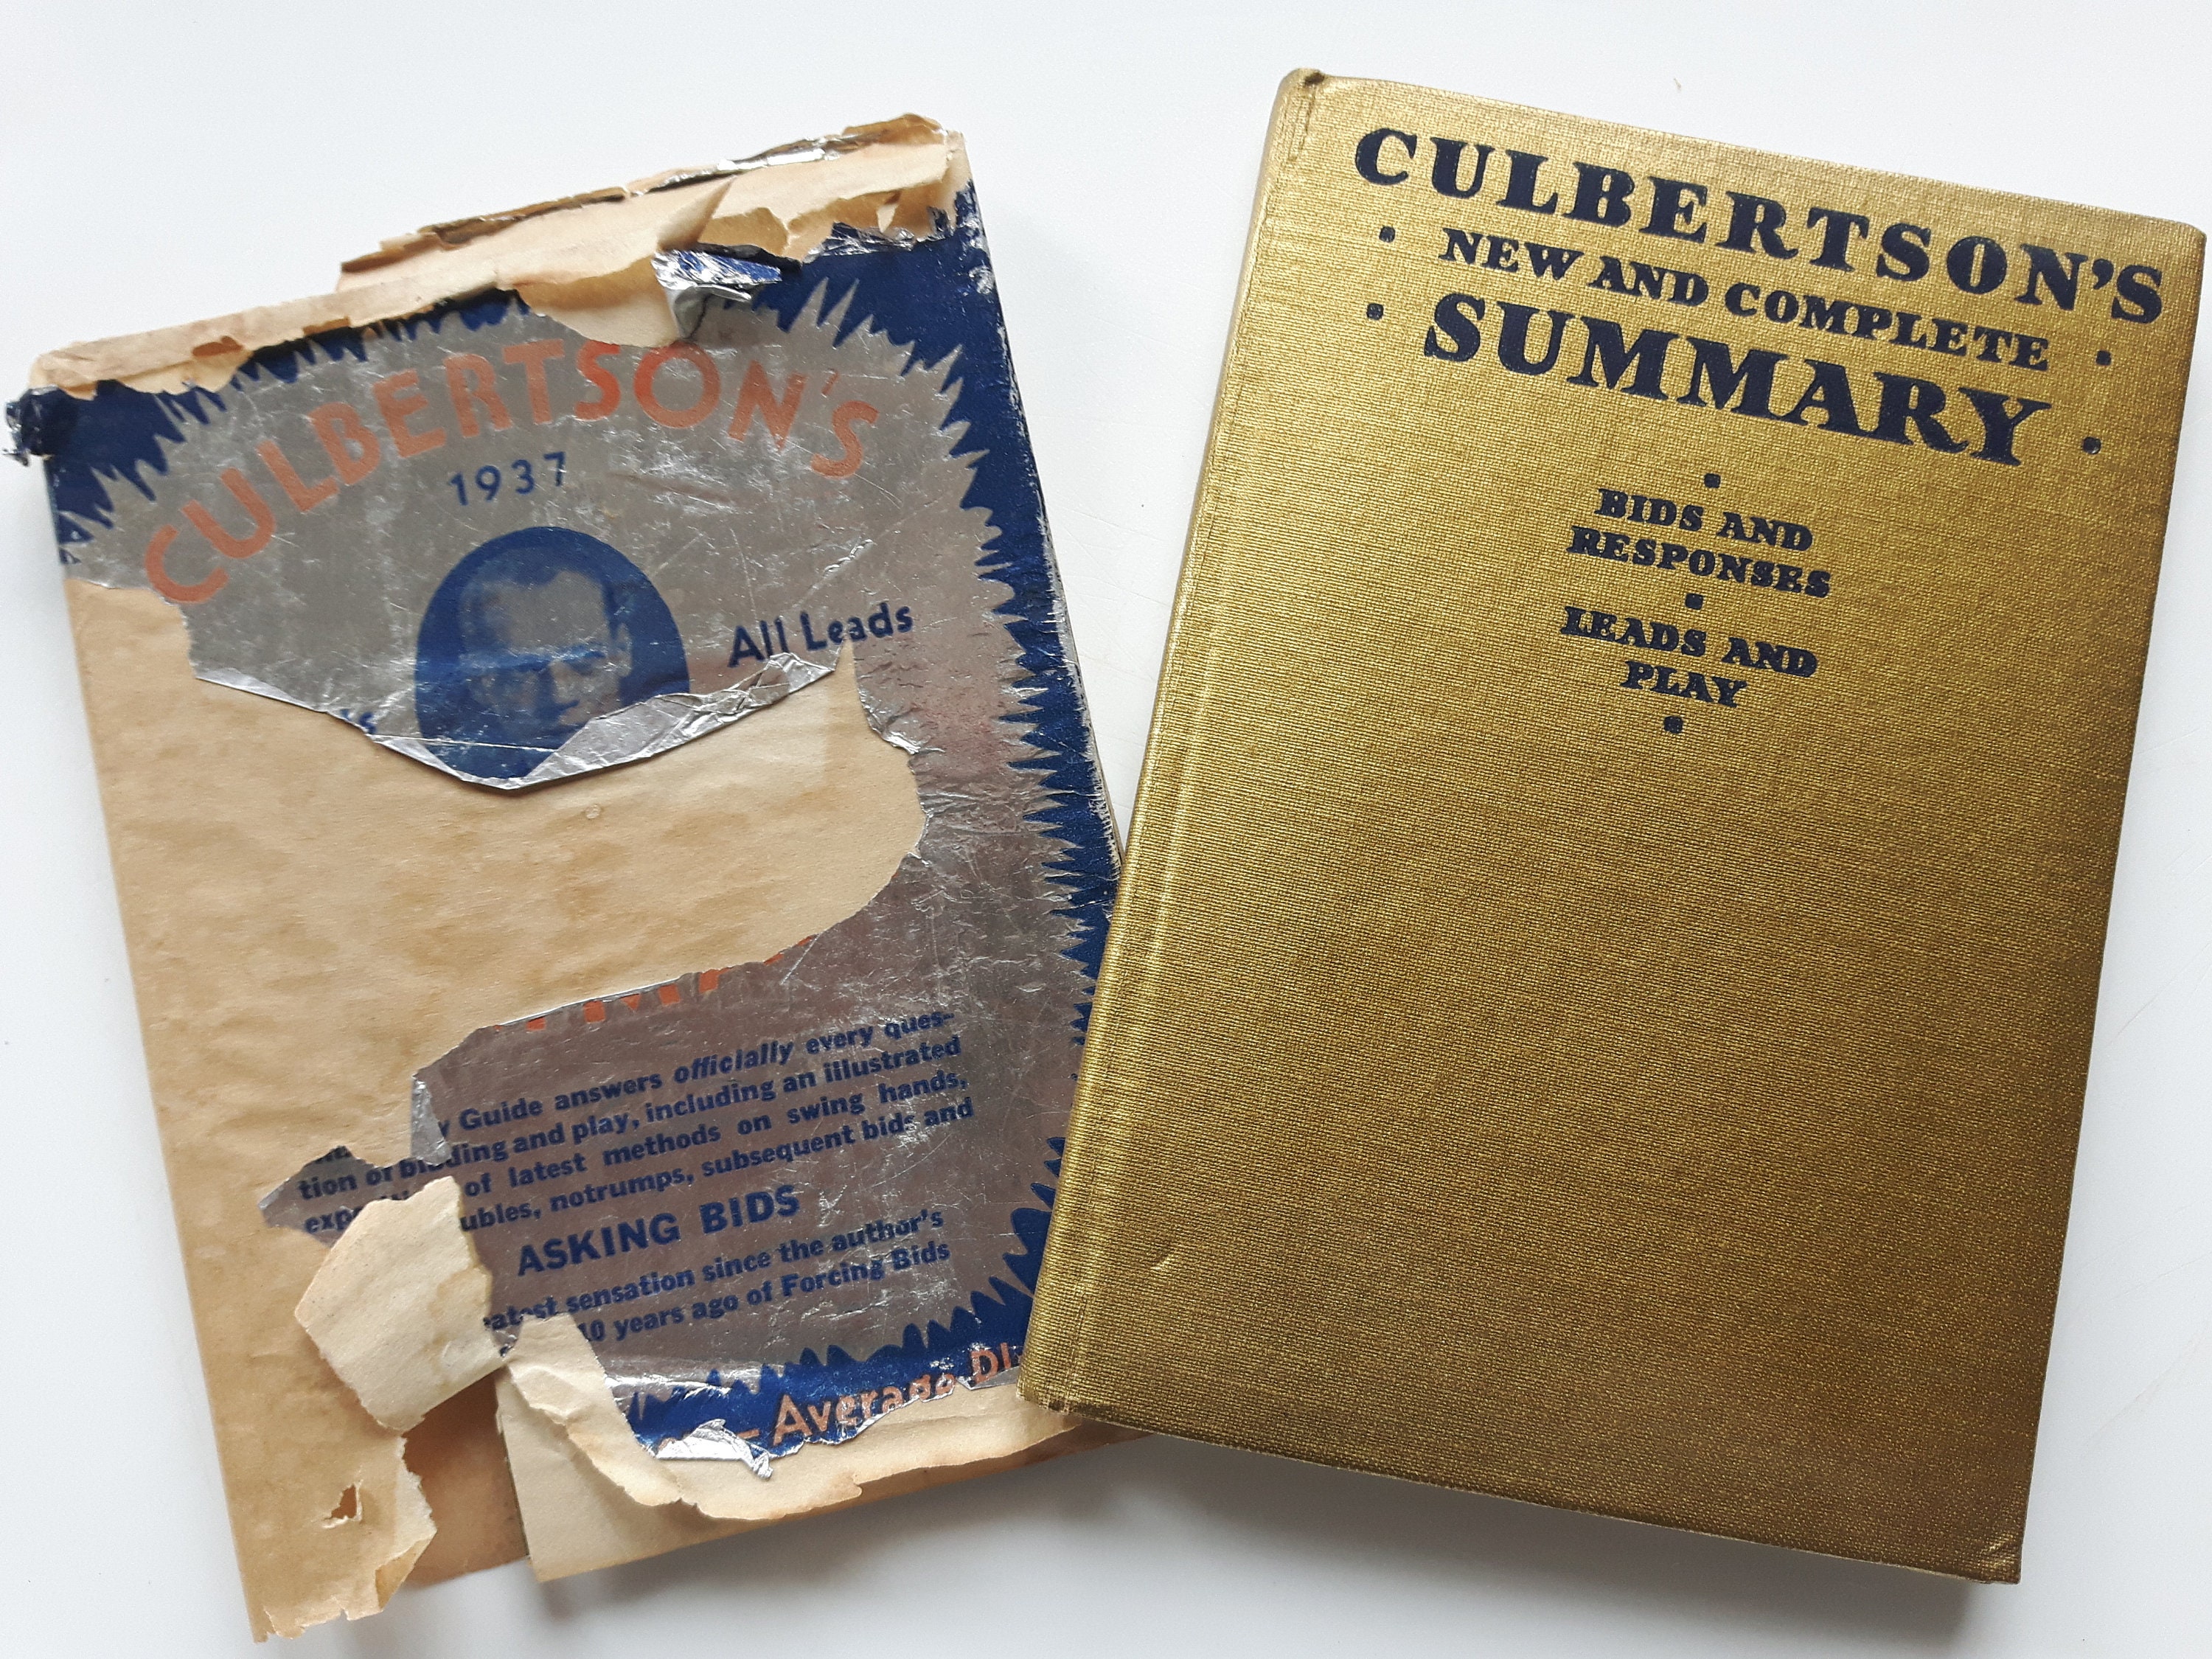 CULBERTSON'S
1937
All Leads
Guide answers officially every ques-
tion of bidding and play, including an illustrated
of latest methods on swing hands,
notrumps, subsequent bids and
ASKING BIDS
sensation since the author's
10 years ago of Forcing Bids
Average
CULBERTSON'S
· NEW AND COMPLETE ·
· SUMMARY ·
·
BIDS AND
RESPONSES
·
LEADS AND
PLAY
·